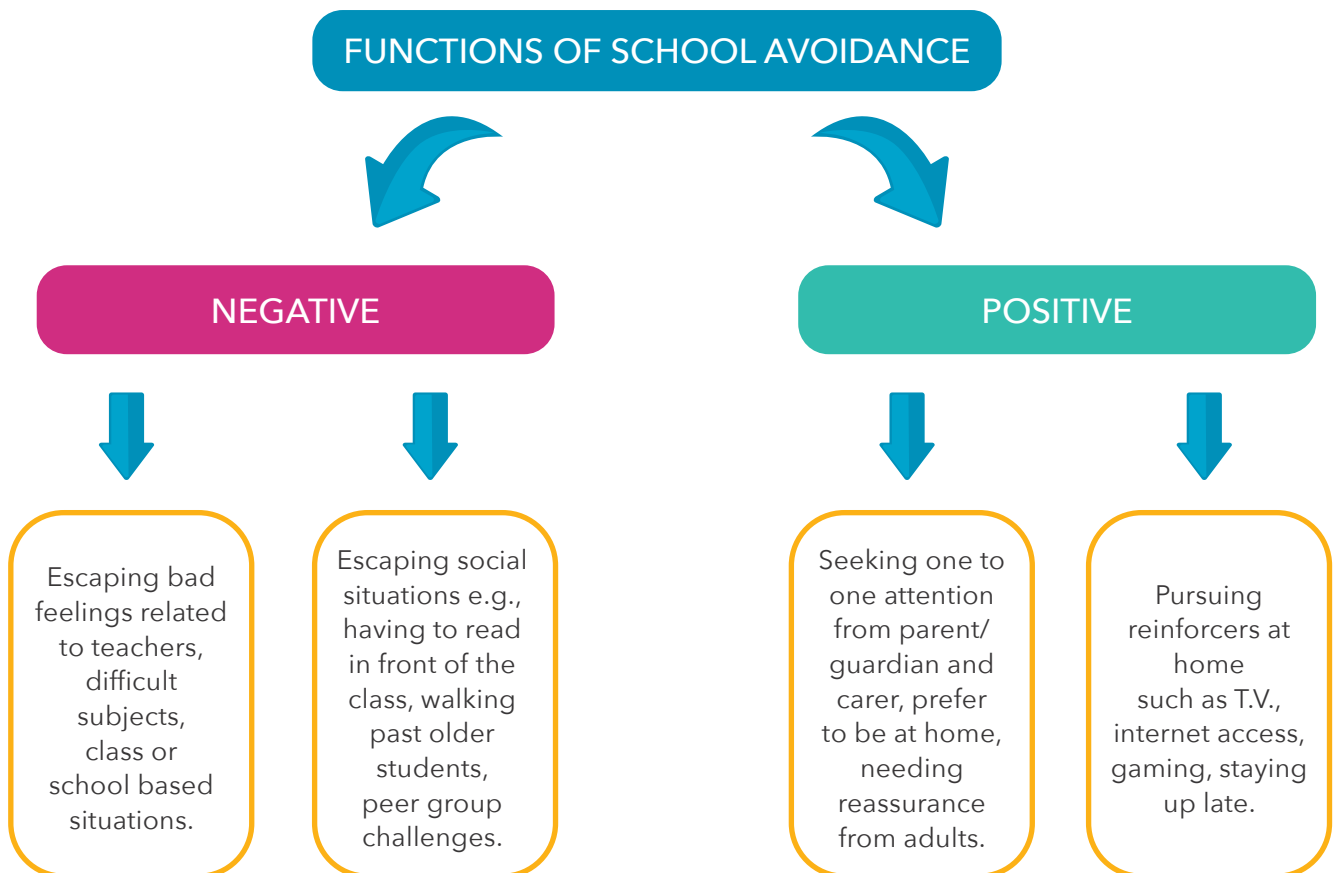 FUNCTIONS OF SCHOOL AVOIDANCE
NEGATIVE
POSITIVE
Escaping bad
feelings related
to teachers,
difficult
subjects,
class or
school based
situations.
Escaping social
situations e.g.,
having to read
in front of the
class, walking
past older
students,
peer group
challenges.
Seeking one to
one attention
from parent/
guardian and
carer, prefer
to be at home,
needing
reassurance
from adults.
Pursuing
reinforcers at
home
such as T.V.,
internet access,
gaming, staying
up late.